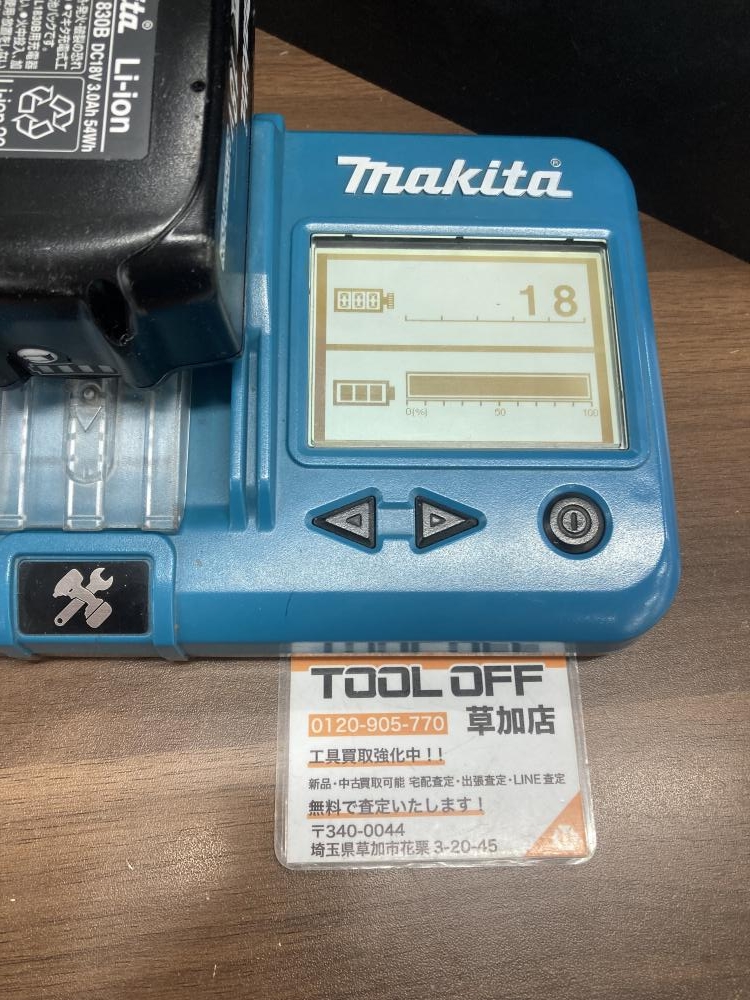 830B DC18V 3.0Ah 54Wh
Li-ion
makita®
000
18
0(%) 50 100
TOOL OFF
0120-905-770 草加店
工具買取強化中!!
新品・中古買取可能 宅配査定・出張査定・LINE査定
無料で査定いたします!
〒340-0044
埼玉県草加市花栗3-20-45